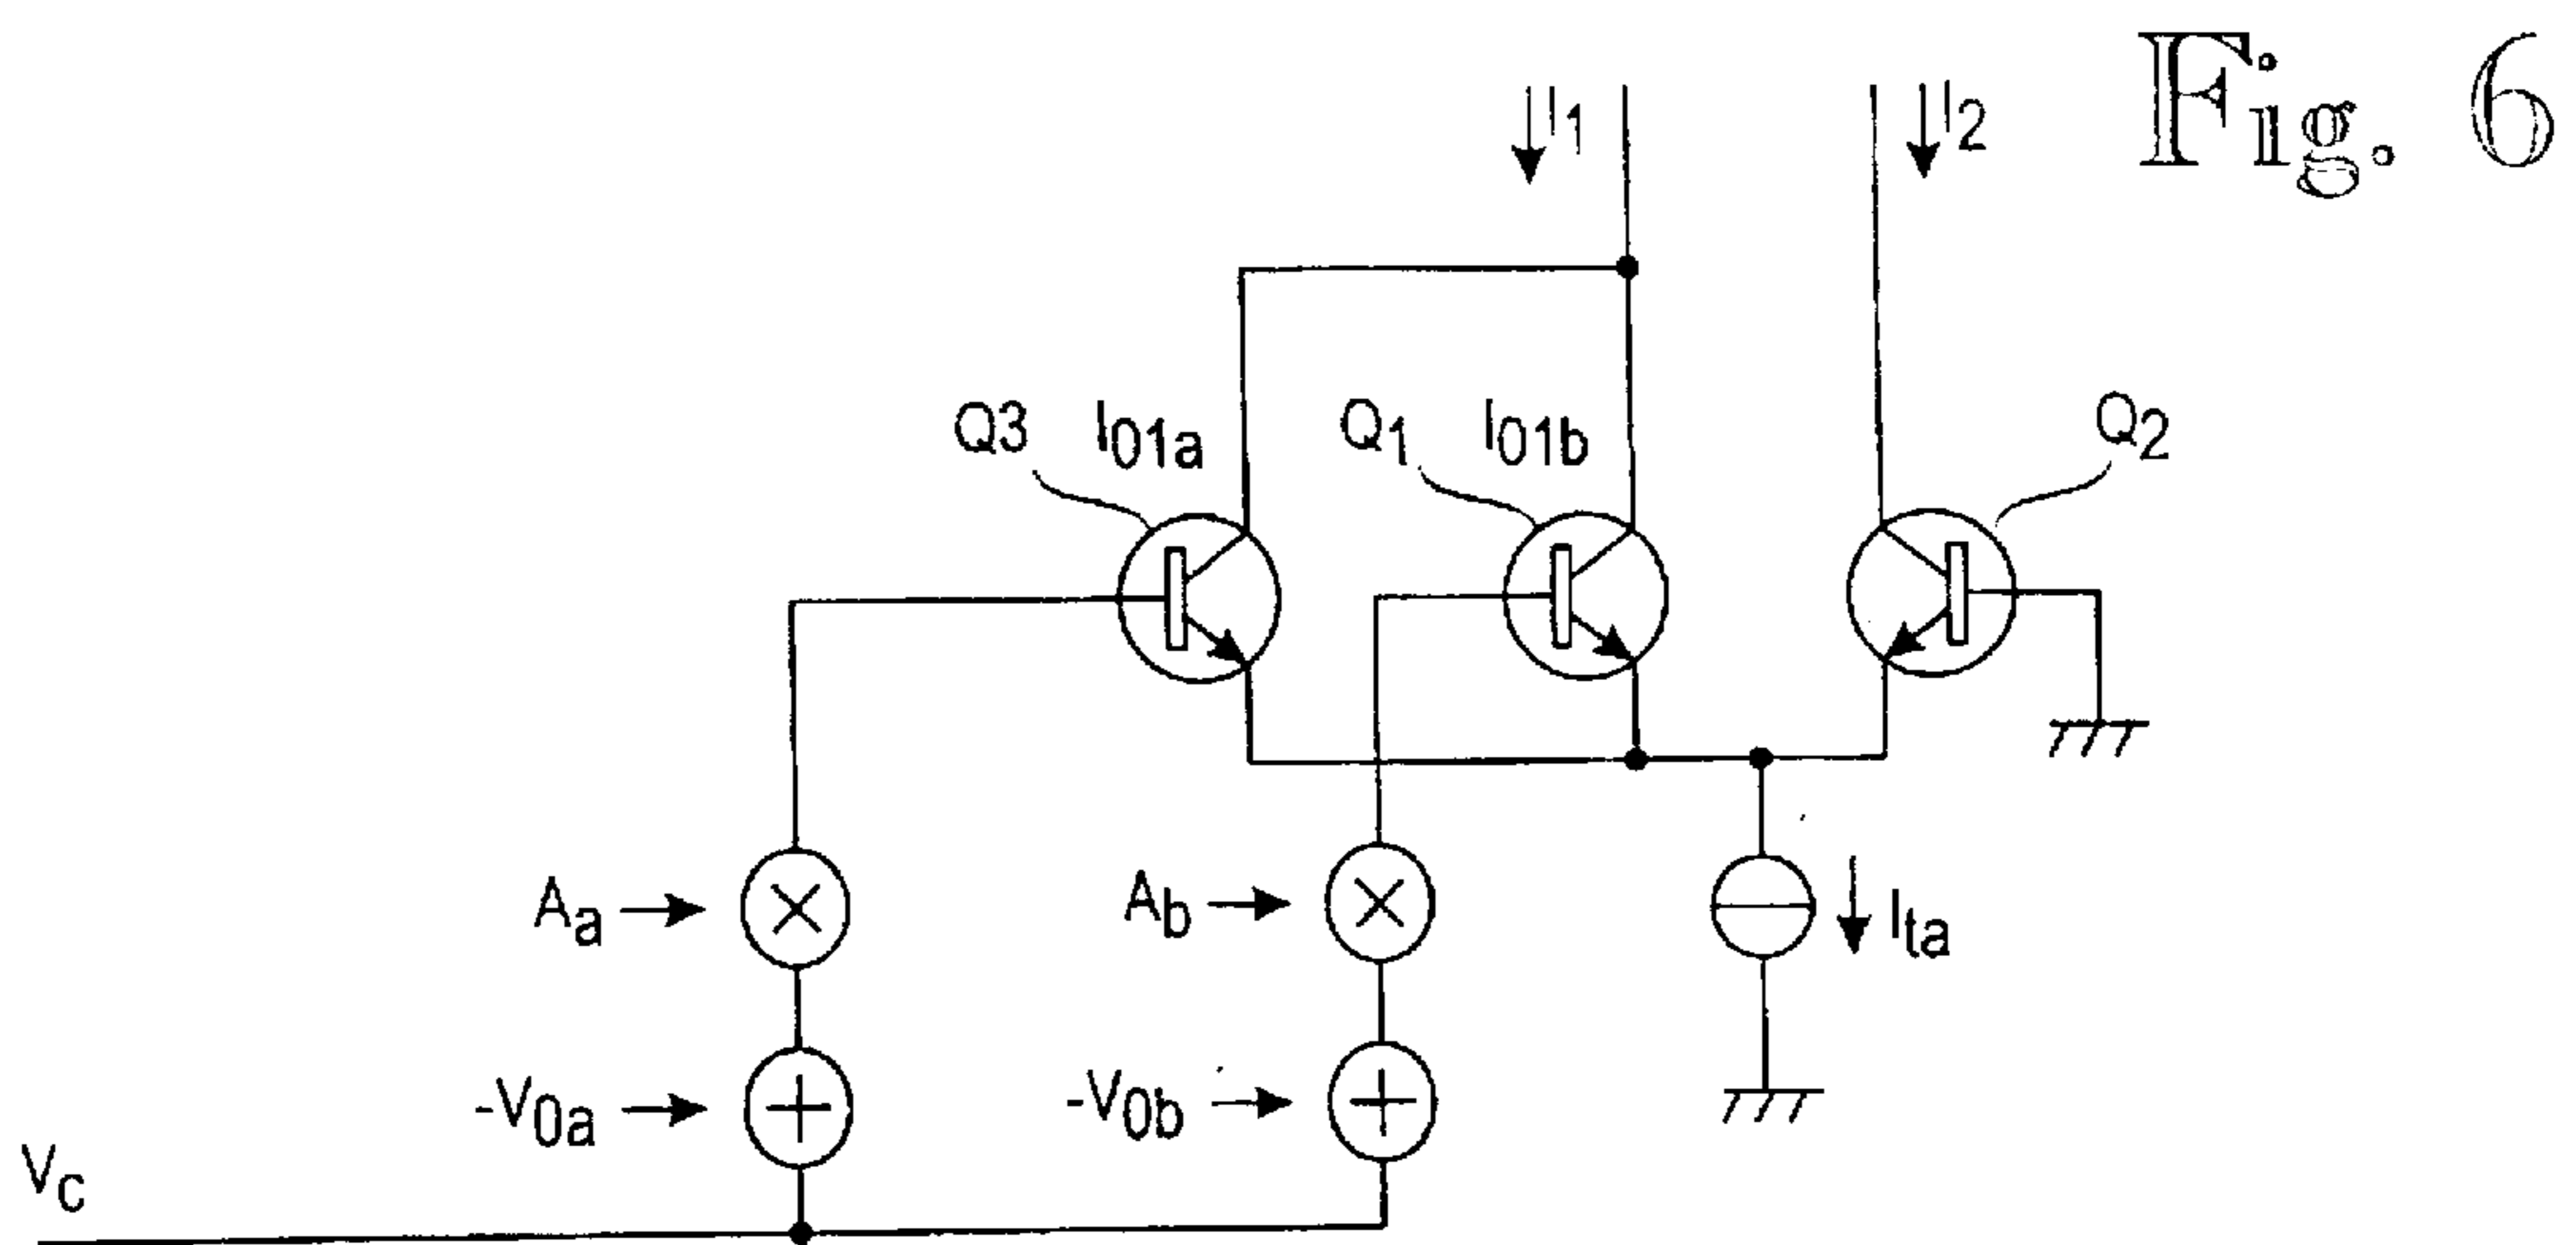 Fig. 6
I1
I2
Q3
I01a
Q1
I01b
Q2
Aa
Ab
Ita
-V0a
-V0b
Vc